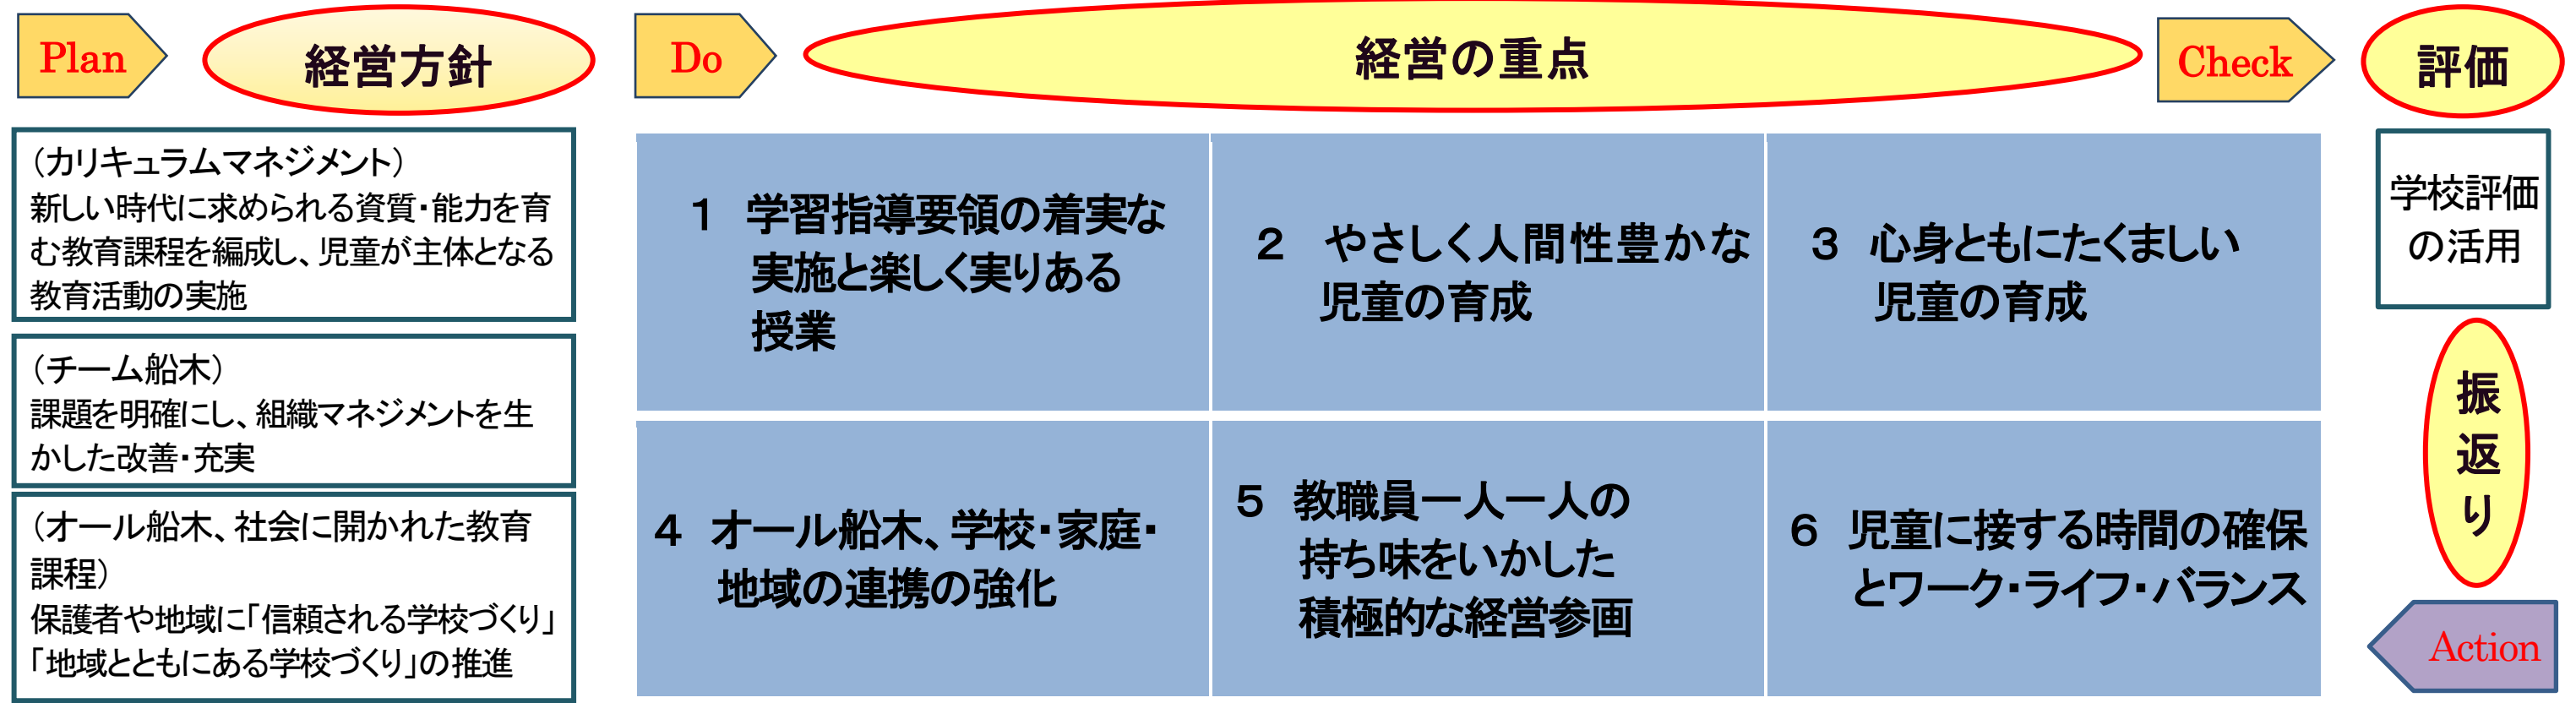 Plan
経営方針
Do
経営の重点
Check
評価
（カリキュラムマネジメント）
新しい時代に求められる資質・能力を育
む教育課程を編成し、児童が主体となる
教育活動の実施
（チーム船木）
課題を明確にし、組織マネジメントを生
かした改善・充実
（オール船木、社会に開かれた教育
課程）
保護者や地域に「信頼される学校づくり」
「地域とともにある学校づくり」の推進
１　学習指導要領の着実な
実施と楽しく実りある
授業
２　やさしく人間性豊かな
児童の育成
３　心身ともにたくましい
児童の育成
４　オール船木、学校・家庭・
地域の連携の強化
５　教職員一人一人の
持ち味をいかした
積極的な経営参画
６　児童に接する時間の確保
とワーク・ライフ・バランス
学校評価
の活用
振返り
Action